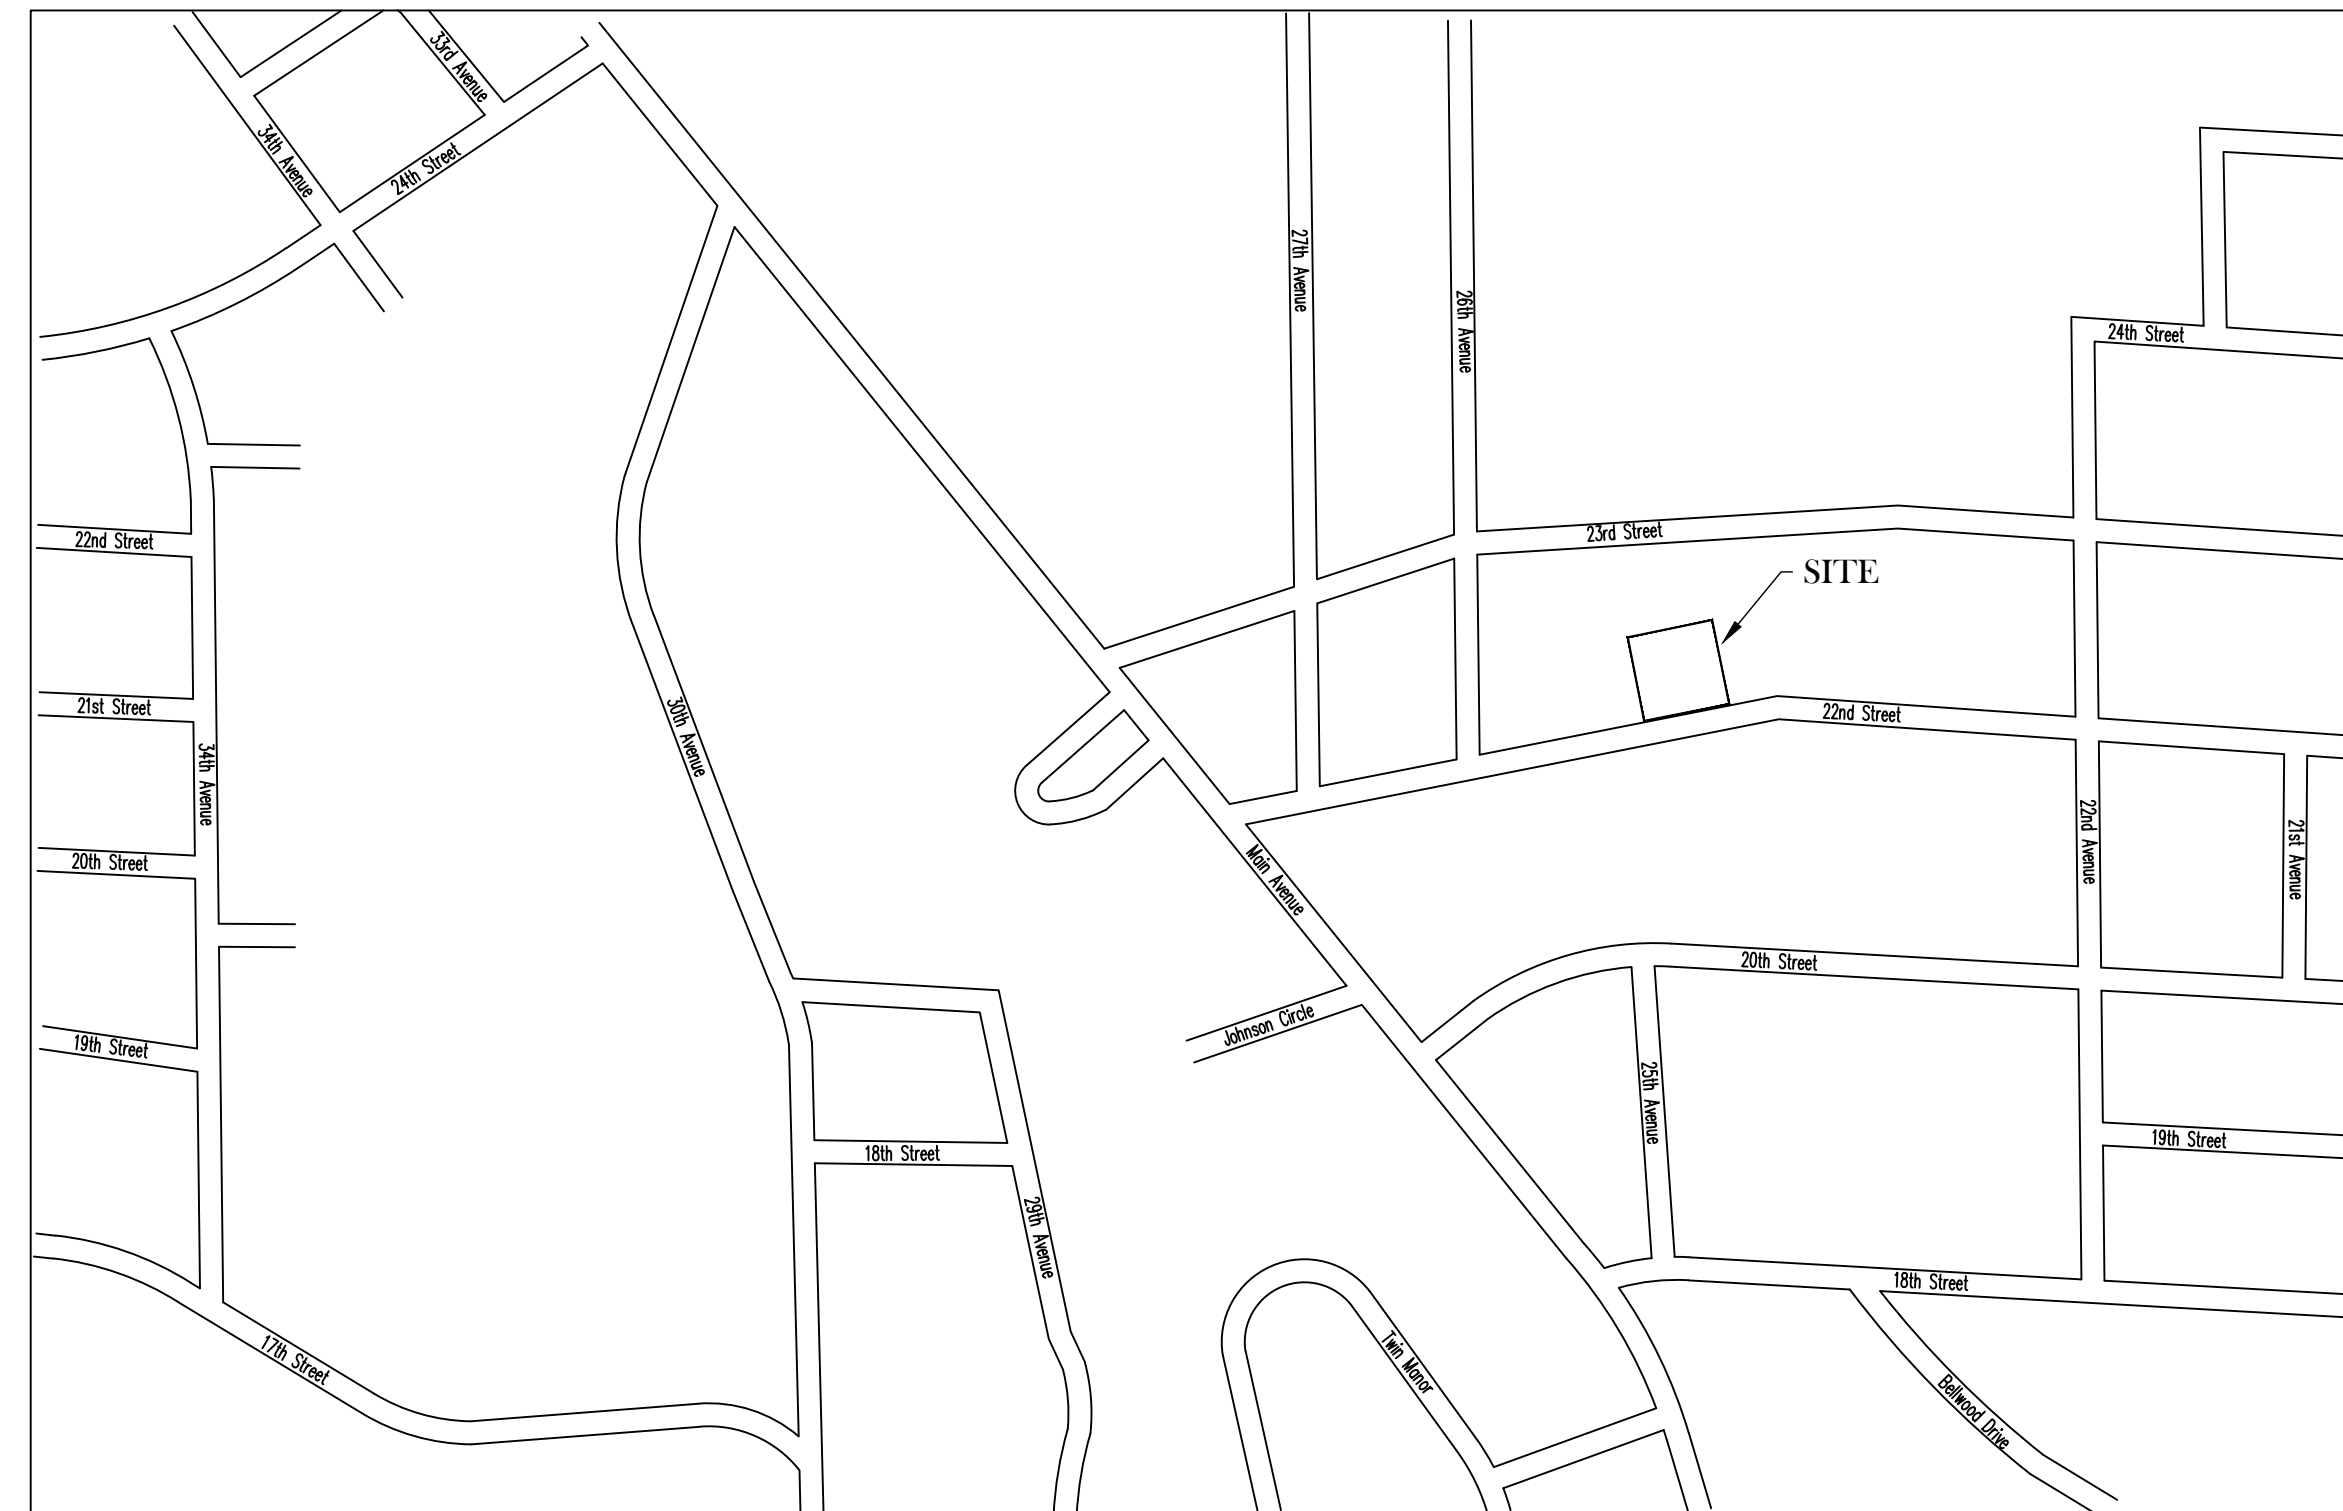 33rd Avenue
34th Avenue
24th Street
27th Avenue
26th Avenue
24th Street
22nd Street
23rd Street
SITE
21st Street
30th Avenue
22nd Street
34th Avenue
20th Street
Main Avenue
22nd Avenue
21st Avenue
20th Street
Johnson Circle
19th Street
25th Avenue
18th Street
19th Street
29th Avenue
18th Street
17th Street
Twin Manor
Bellwood Drive